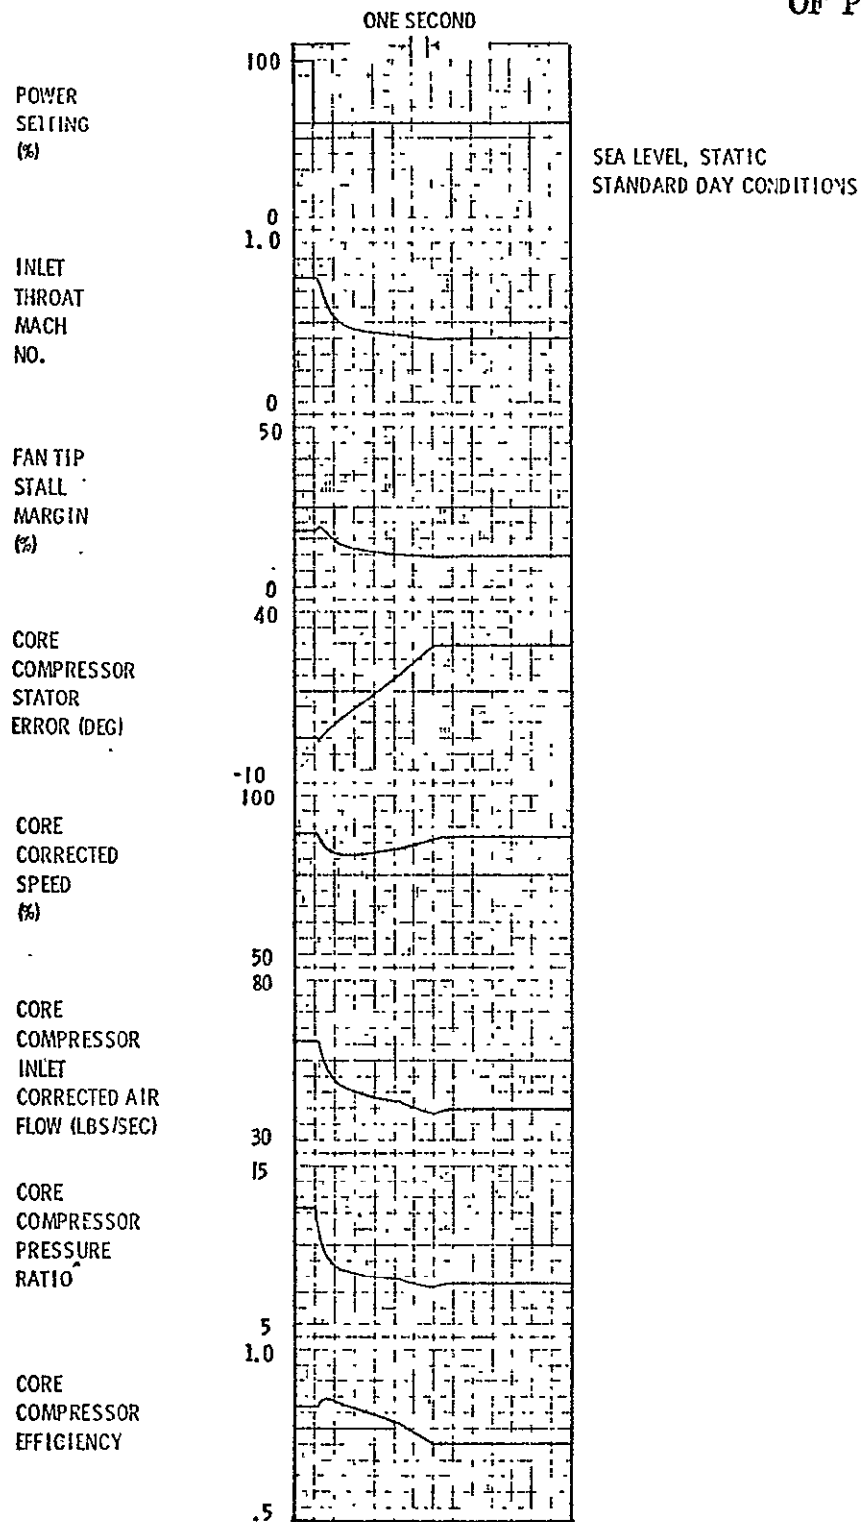 OF P
ONE SECOND
100
POWER
SETTING
(%)
SEA LEVEL, STATIC
STANDARD DAY CONDITIONS
0
1.0
INLET
THROAT
MACH
NO.
0
50
FAN TIP
STALL
MARGIN
(%)
0
40
CORE
COMPRESSOR
STATOR
ERROR (DEG)
-10
100
CORE
CORRECTED
SPEED
(%)
50
80
CORE
COMPRESSOR
INLET
CORRECTED AIR
FLOW (LBS/SEC)
30
15
CORE
COMPRESSOR
PRESSURE
RATIO
5
1.0
CORE
COMPRESSOR
EFFICIENCY
.5